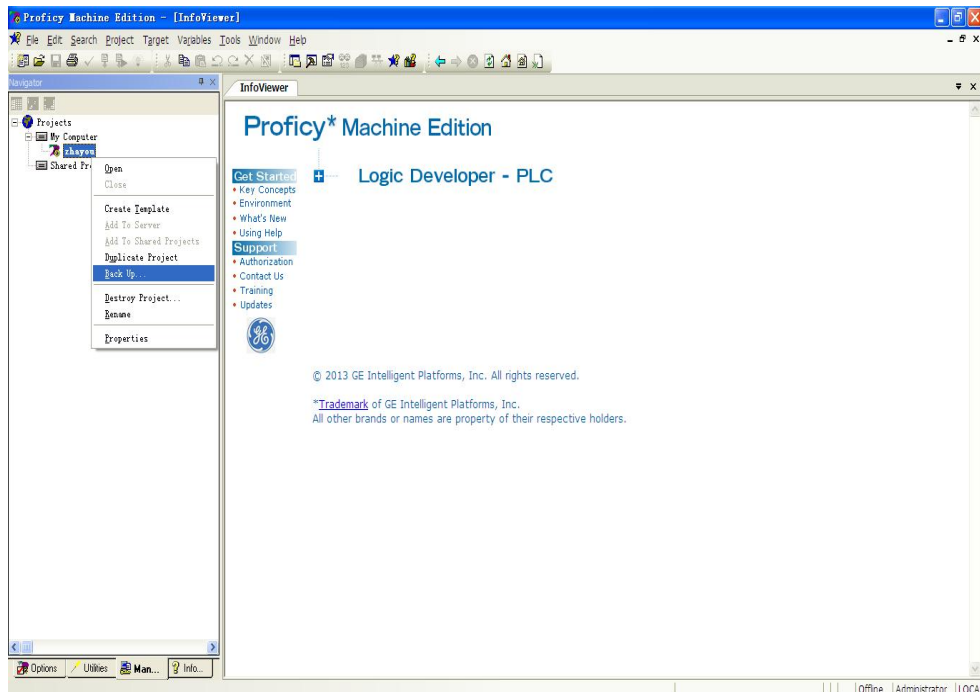 Proficy Machine Edition - [InfoViewer]
File Edit Search Project Target Variables Tools Window Help
Navigator
InfoViewer
Projects
My Computer
zhayou
Shared Pr
Open
Close
Create Template
Add To Server
Add To Shared Projects
Duplicate Project
Back Up...
Destroy Project...
Rename
Properties
Proficy* Machine Edition
Logic Developer - PLC
Get Started
Key Concepts
Environment
What's New
Using Help
Support
Authorization
Contact Us
Training
Updates
© 2013 GE Intelligent Platforms, Inc. All rights reserved.
*Trademark of GE Intelligent Platforms, Inc.
All other brands or names are property of their respective holders.
Options Utilities Man... Info...
Offline Administrator LOCA